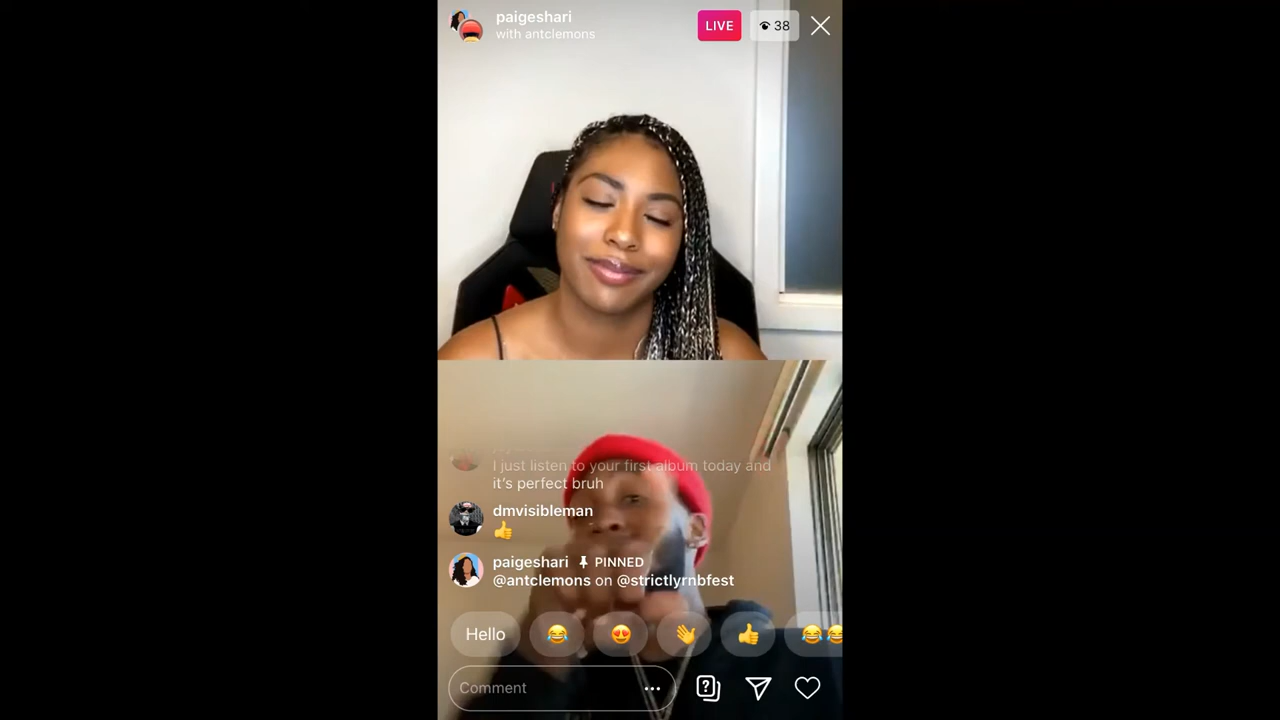 paigeshari
with antclemons
LIVE
38
I just listen to your first album today and
it's perfect bruh
dmvisibleman
👍
paigeshari PINNED
@antclemons on @strictlyrnbfest
Hello 😂 😍 👋 👍 😂😂
Comment